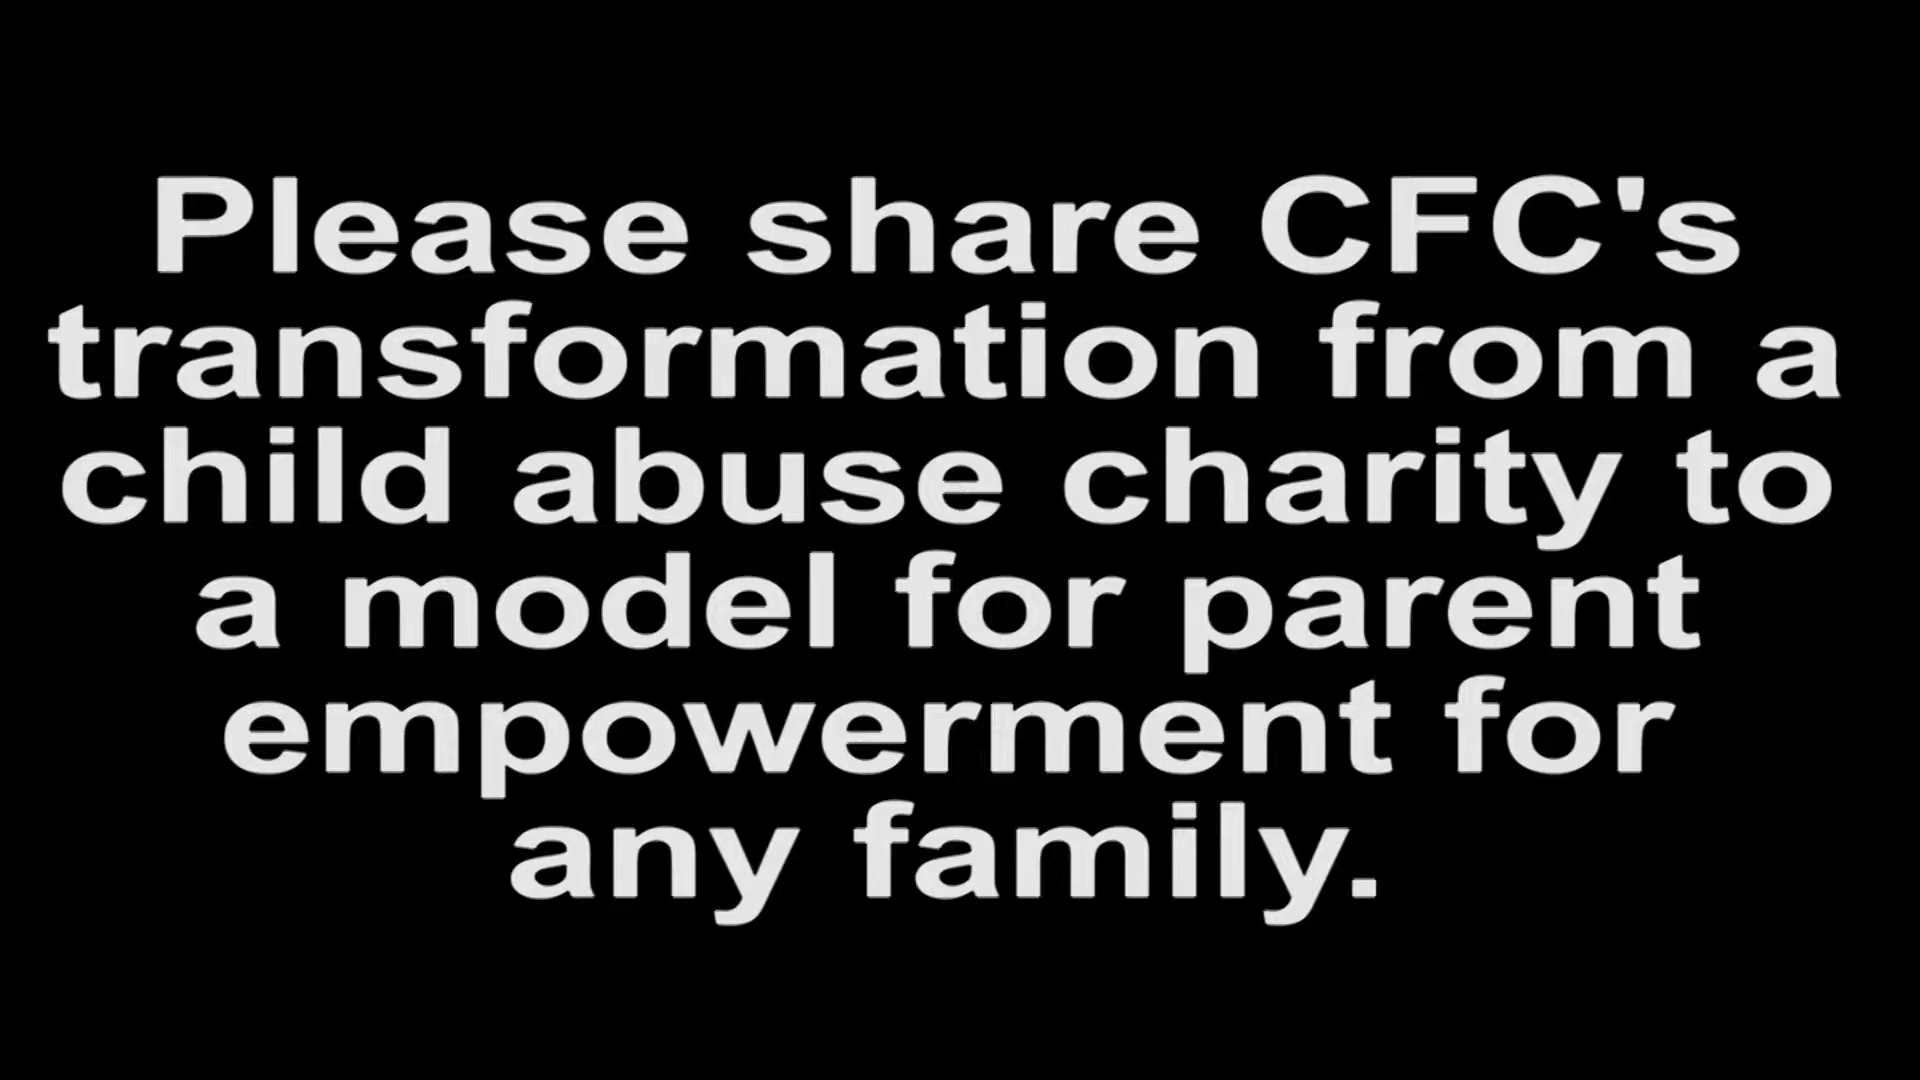 Please share CFC's
transformation from a
child abuse charity to
a model for parent
empowerment for
any family.